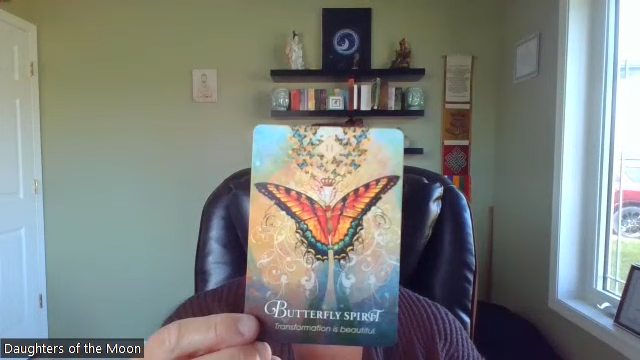 BUTTERFLY SPIRIT
Transformation is beautiful.
Daughters of the Moon